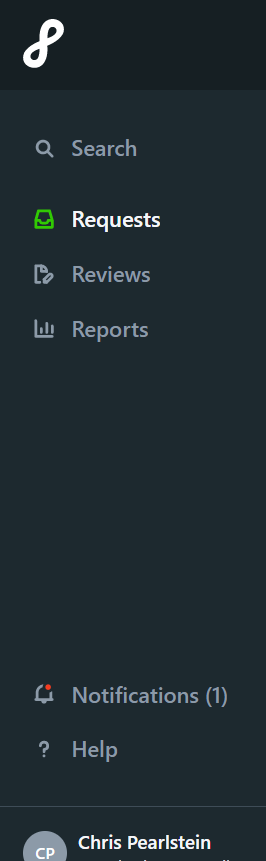 Search
Requests
Reviews
Reports
Notifications (1)
Help
CP
Chris Pearlstein